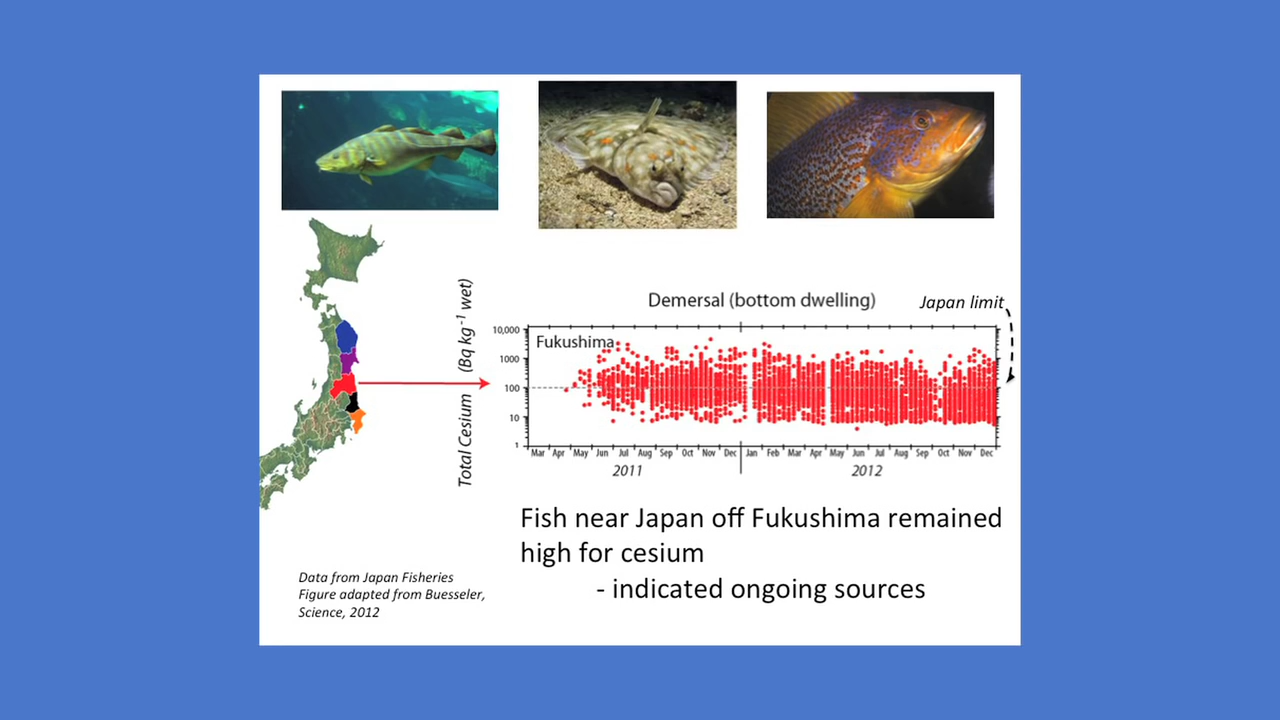 Demersal (bottom dwelling)
Japan limit
Total Cesium (Bq kg⁻¹ wet)
10,000
1000
100
10
1
Fukushima
Mar Apr May Jun Jul Aug Sep Oct Nov Dec Jan Feb Mar Apr May Jun Jul Aug Sep Oct Nov Dec
2011 2012
Fish near Japan off Fukushima remained
high for cesium
- indicated ongoing sources
Data from Japan Fisheries
Figure adapted from Buesseler,
Science, 2012